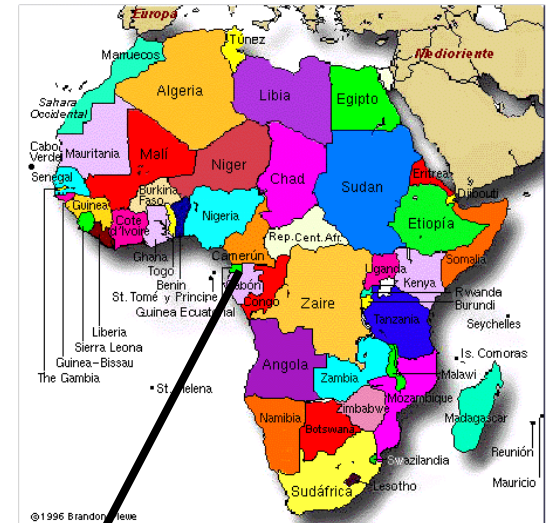 Europa
Túnez
Marruecos
Medioriente
Algeria
Libia
Egipto
Sahara
Occidental
Cabo
Verde
Mauritania
Malí
Niger
Chad
Sudan
Eritrea
Djibouti
Senegal
Burkina
Faso
Guinea
Cote
d'Ivoire
Nigeria
Etiopía
Rep.Cent. Afr.
Ghana
Togo
Benin
Camerún
Somalia
St. Tomé y Principe
Guinea Ecuatorial
Gabón
Congo
Uganda
Kenya
Zaire
Rwanda
Burundi
Tanzania
Seychelles
Liberia
Sierra Leona
Guinea-Bissau
The Gambia
Is. Comoras
Angola
Zambia
Malawi
Mozambique
St. Helena
Zimbabwe
Madagascar
Namibia
Botswana
Reunión
Swazilandia
Mauricio
Lesotho
Sudáfrica
©1996 Brandon